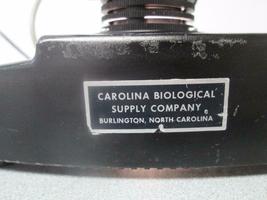 CAROLINA BIOLOGICAL
SUPPLY COMPANY
BURLINGTON, NORTH CAROLINA